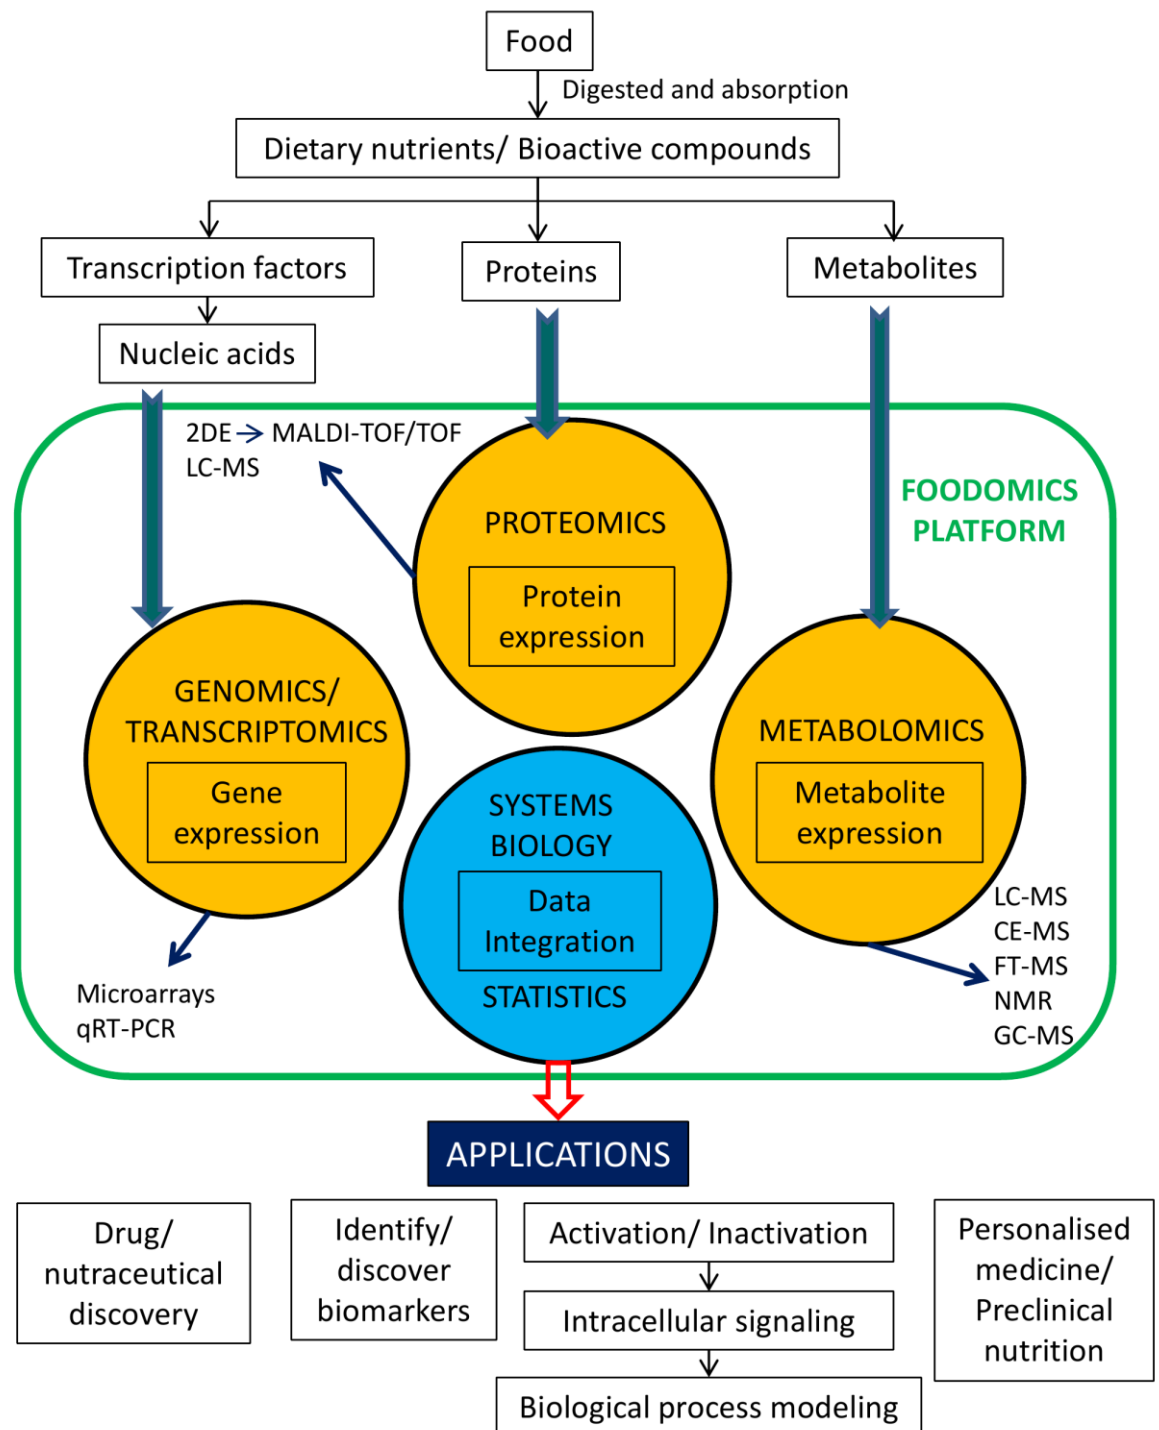 Food
Digested and absorption
Dietary nutrients/ Bioactive compounds
Transcription factors
Proteins
Metabolites
Nucleic acids
2DE → MALDI-TOF/TOF
LC-MS
FOODOMICS
PLATFORM
PROTEOMICS
Protein
expression
GENOMICS/
TRANSCRIPTOMICS
Gene
expression
METABOLOMICS
Metabolite
expression
SYSTEMS
BIOLOGY
Data
Integration
STATISTICS
Microarrays
qRT-PCR
LC-MS
CE-MS
FT-MS
NMR
GC-MS
APPLICATIONS
Drug/
nutraceutical
discovery
Identify/
discover
biomarkers
Activation/ Inactivation
Intracellular signaling
Biological process modeling
Personalised
medicine/
Preclinical
nutrition